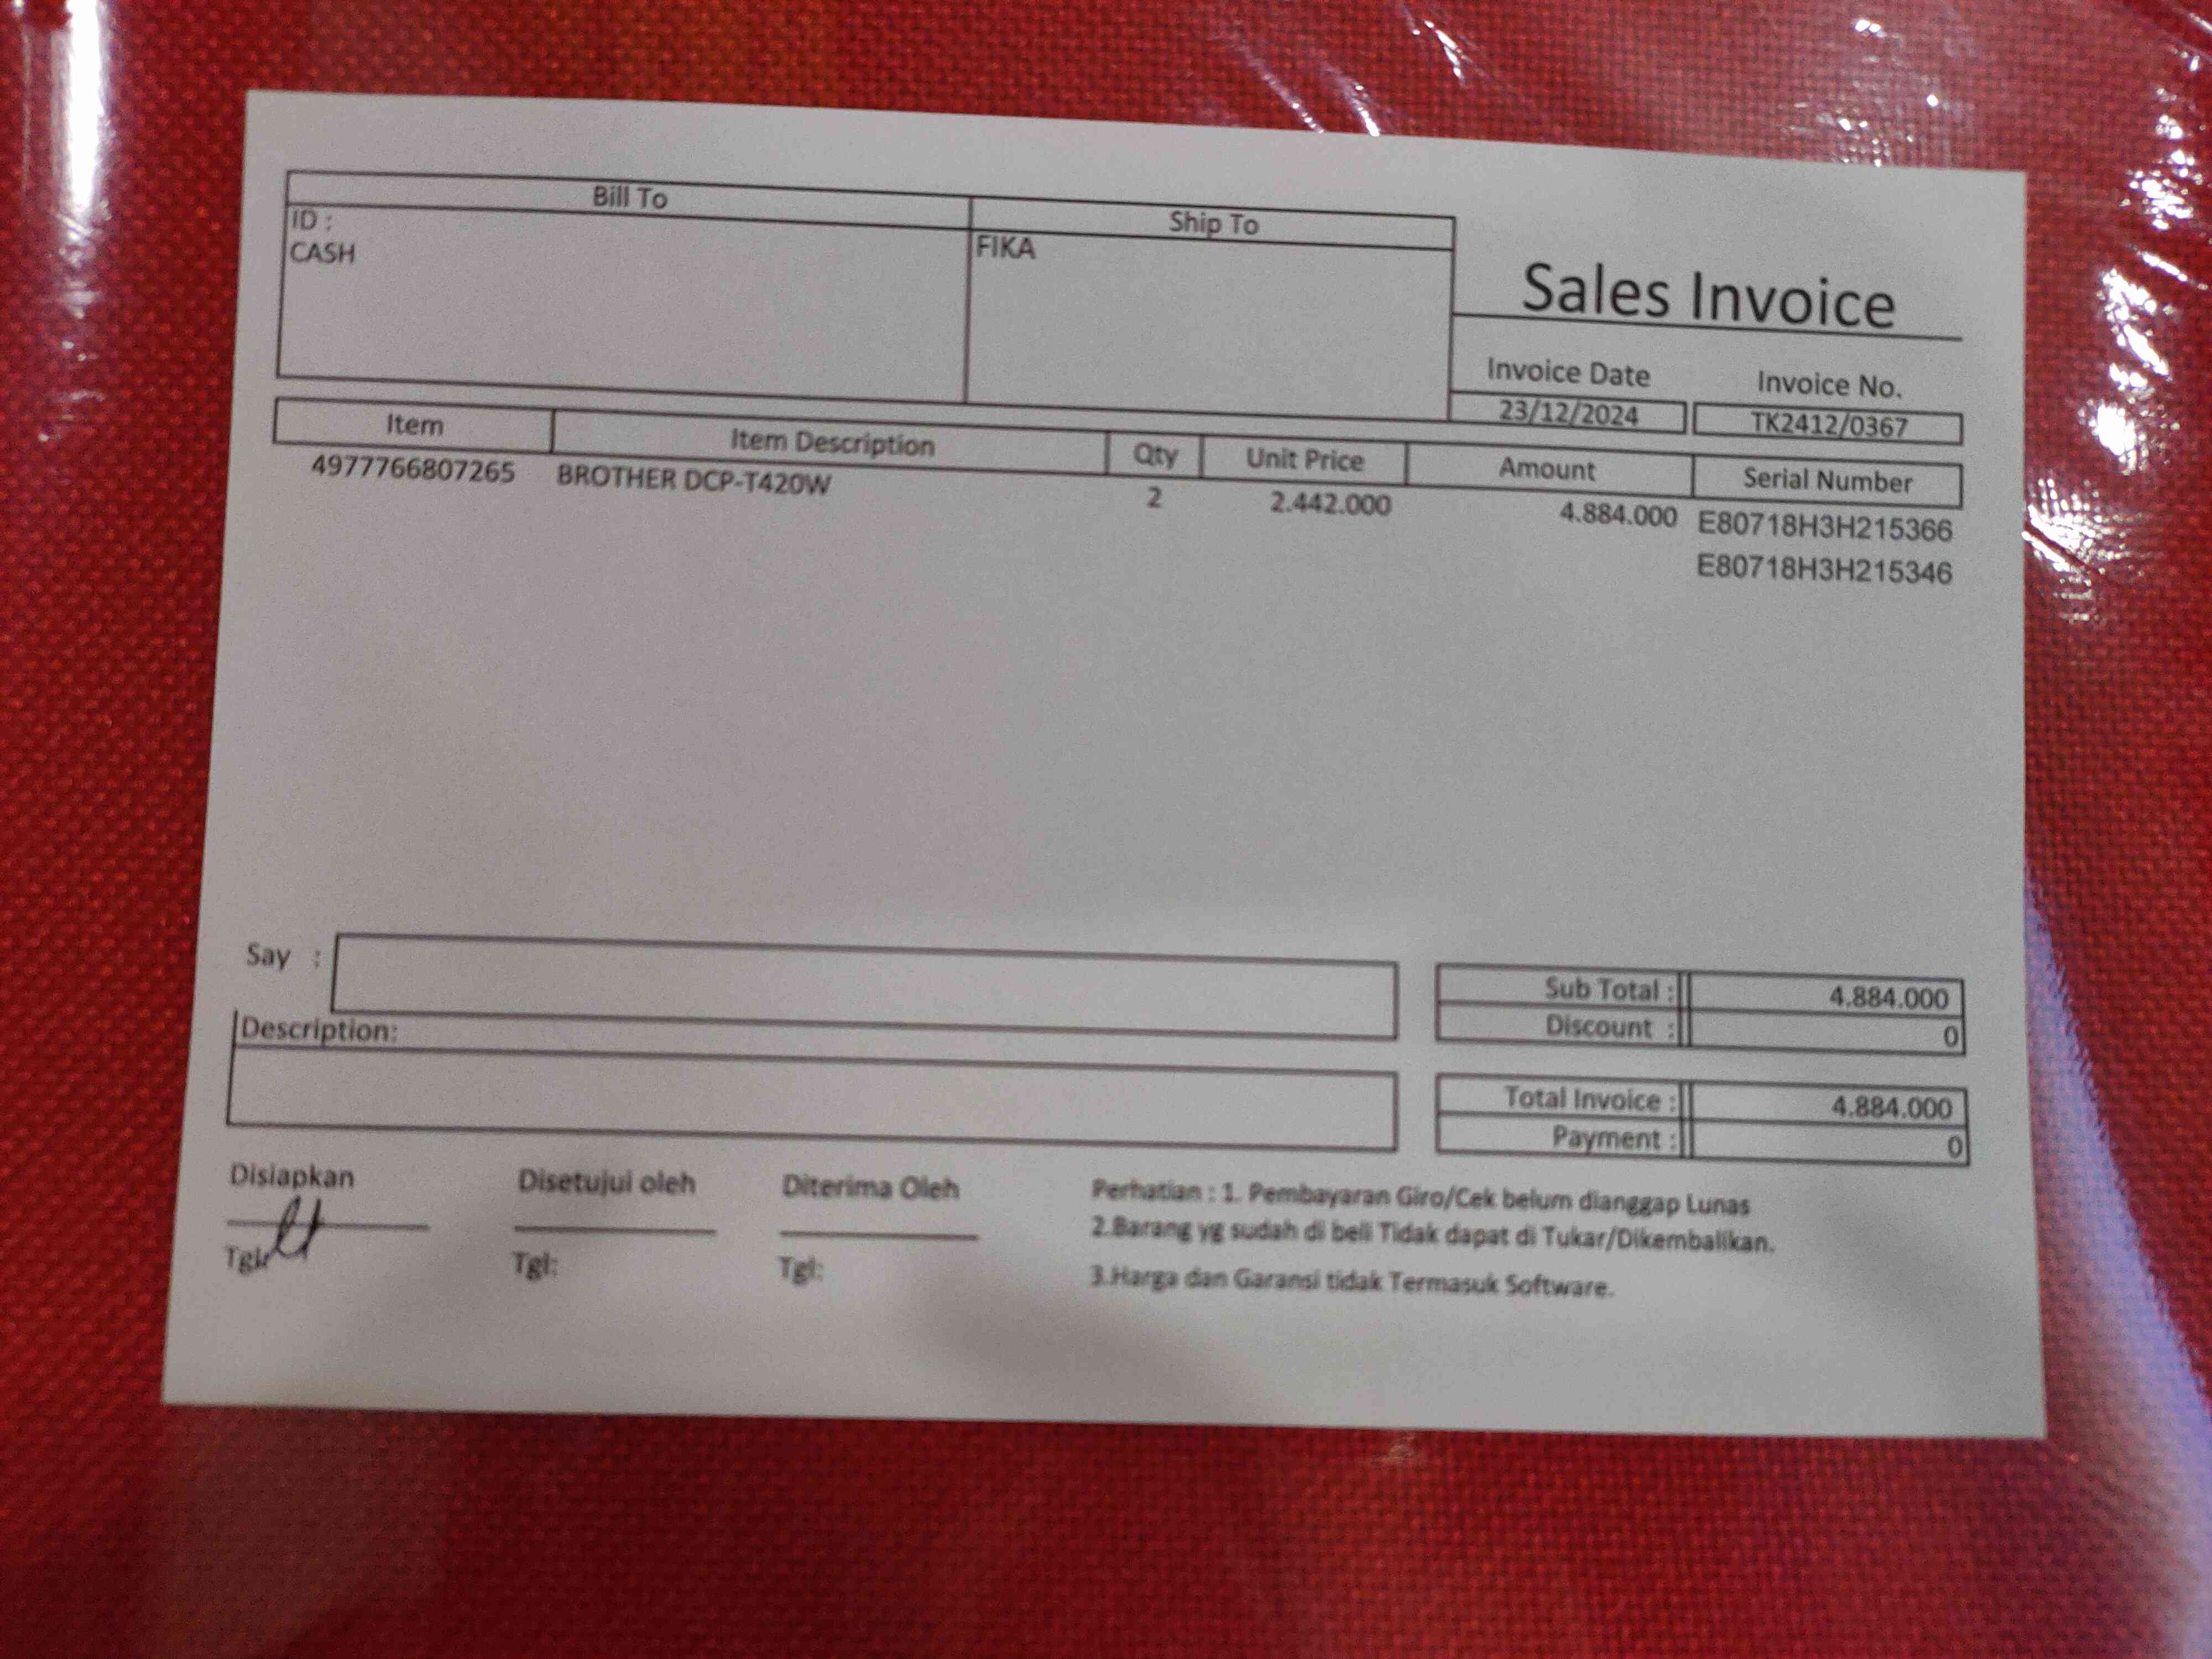 Bill To
Ship To
ID :
CASH
FIKA
Sales Invoice
Invoice Date
Invoice No.
23/12/2024
TK2412/0367
Item
Item Description
Qty
Unit Price
Amount
Serial Number
4977766807265
BROTHER DCP-T420W
2
2.442.000
4.884.000
E80718H3H215366
E80718H3H215346
Say :
Sub Total : 4.884.000
Discount : 0
Description:
Total Invoice : 4.884.000
Payment : 0
Disiapkan
Disetujui oleh
Diterima Oleh
Tgl:
Tgl:
Tgl:
Perhatian : 1. Pembayaran Giro/Cek belum dianggap Lunas
2.Barang yg sudah di beli Tidak dapat di Tukar/Dikembalikan.
3.Harga dan Garansi tidak Termasuk Software.